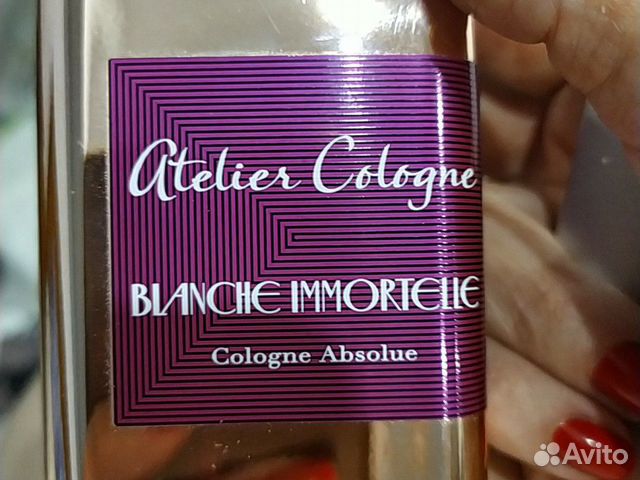 Atelier Cologne
BLANCHE IMMORTELLE
Cologne Absolue
Avito